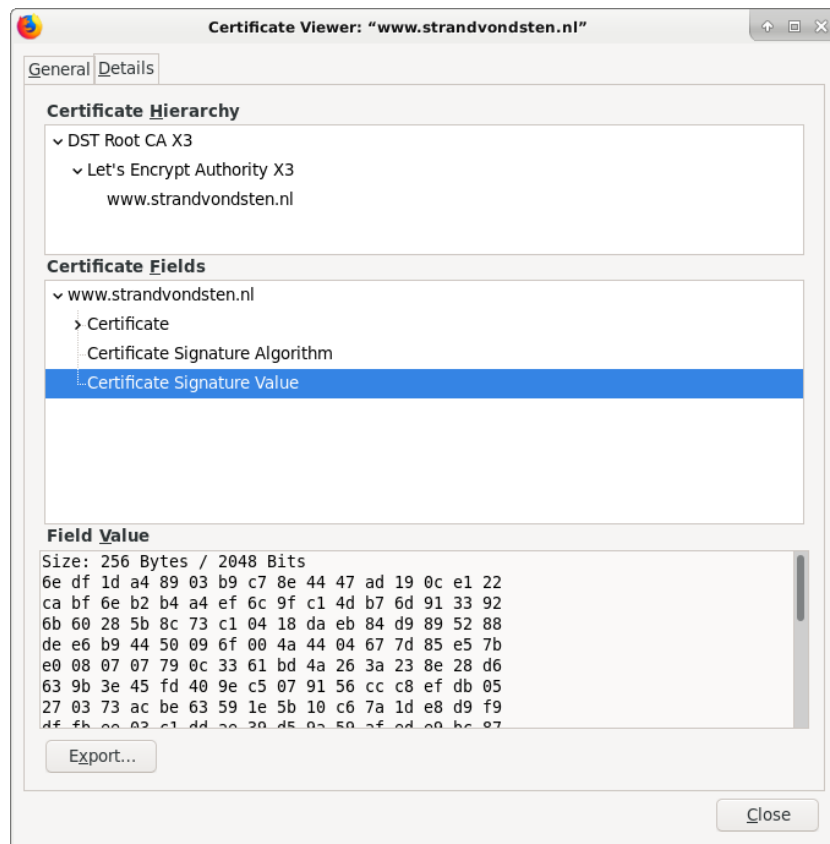 Certificate Viewer: “www.strandvondsten.nl”
General Details
Certificate Hierarchy
DST Root CA X3
Let's Encrypt Authority X3
www.strandvondsten.nl
Certificate Fields
www.strandvondsten.nl
Certificate
Certificate Signature Algorithm
Certificate Signature Value
Field Value
Size: 256 Bytes / 2048 Bits
6e df 1d a4 89 03 b9 c7 8e 44 47 ad 19 0c e1 22
ca bf 6e b2 b4 a4 ef 6c 9f c1 4d b7 6d 91 33 92
6b 60 28 5b 8c 73 c1 04 18 da eb 84 d9 89 52 88
de e6 b9 44 50 09 6f 00 4a 44 04 67 7d 85 e5 7b
e0 08 07 07 79 0c 33 61 bd 4a 26 3a 23 8e 28 d6
63 9b 3e 45 fd 40 9e c5 07 91 56 cc c8 ef db 05
27 03 73 ac be 63 59 1e 5b 10 c6 7a 1d e8 d9 f9
Export...
Close